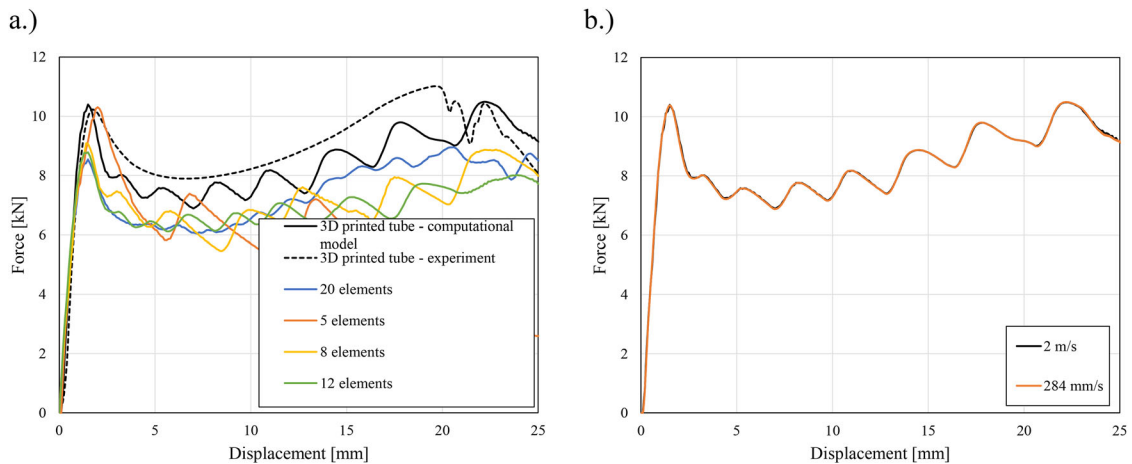 a.)
12
10
8
6
4
2
0
Force [kN]
3D printed tube - computational
model
3D printed tube - experiment
20 elements
5 elements
8 elements
12 elements
0 5 10 15 20 25
Displacement [mm]
b.)
12
10
8
6
4
2
0
Force [kN]
2 m/s
284 mm/s
0 5 10 15 20 25
Displacement [mm]